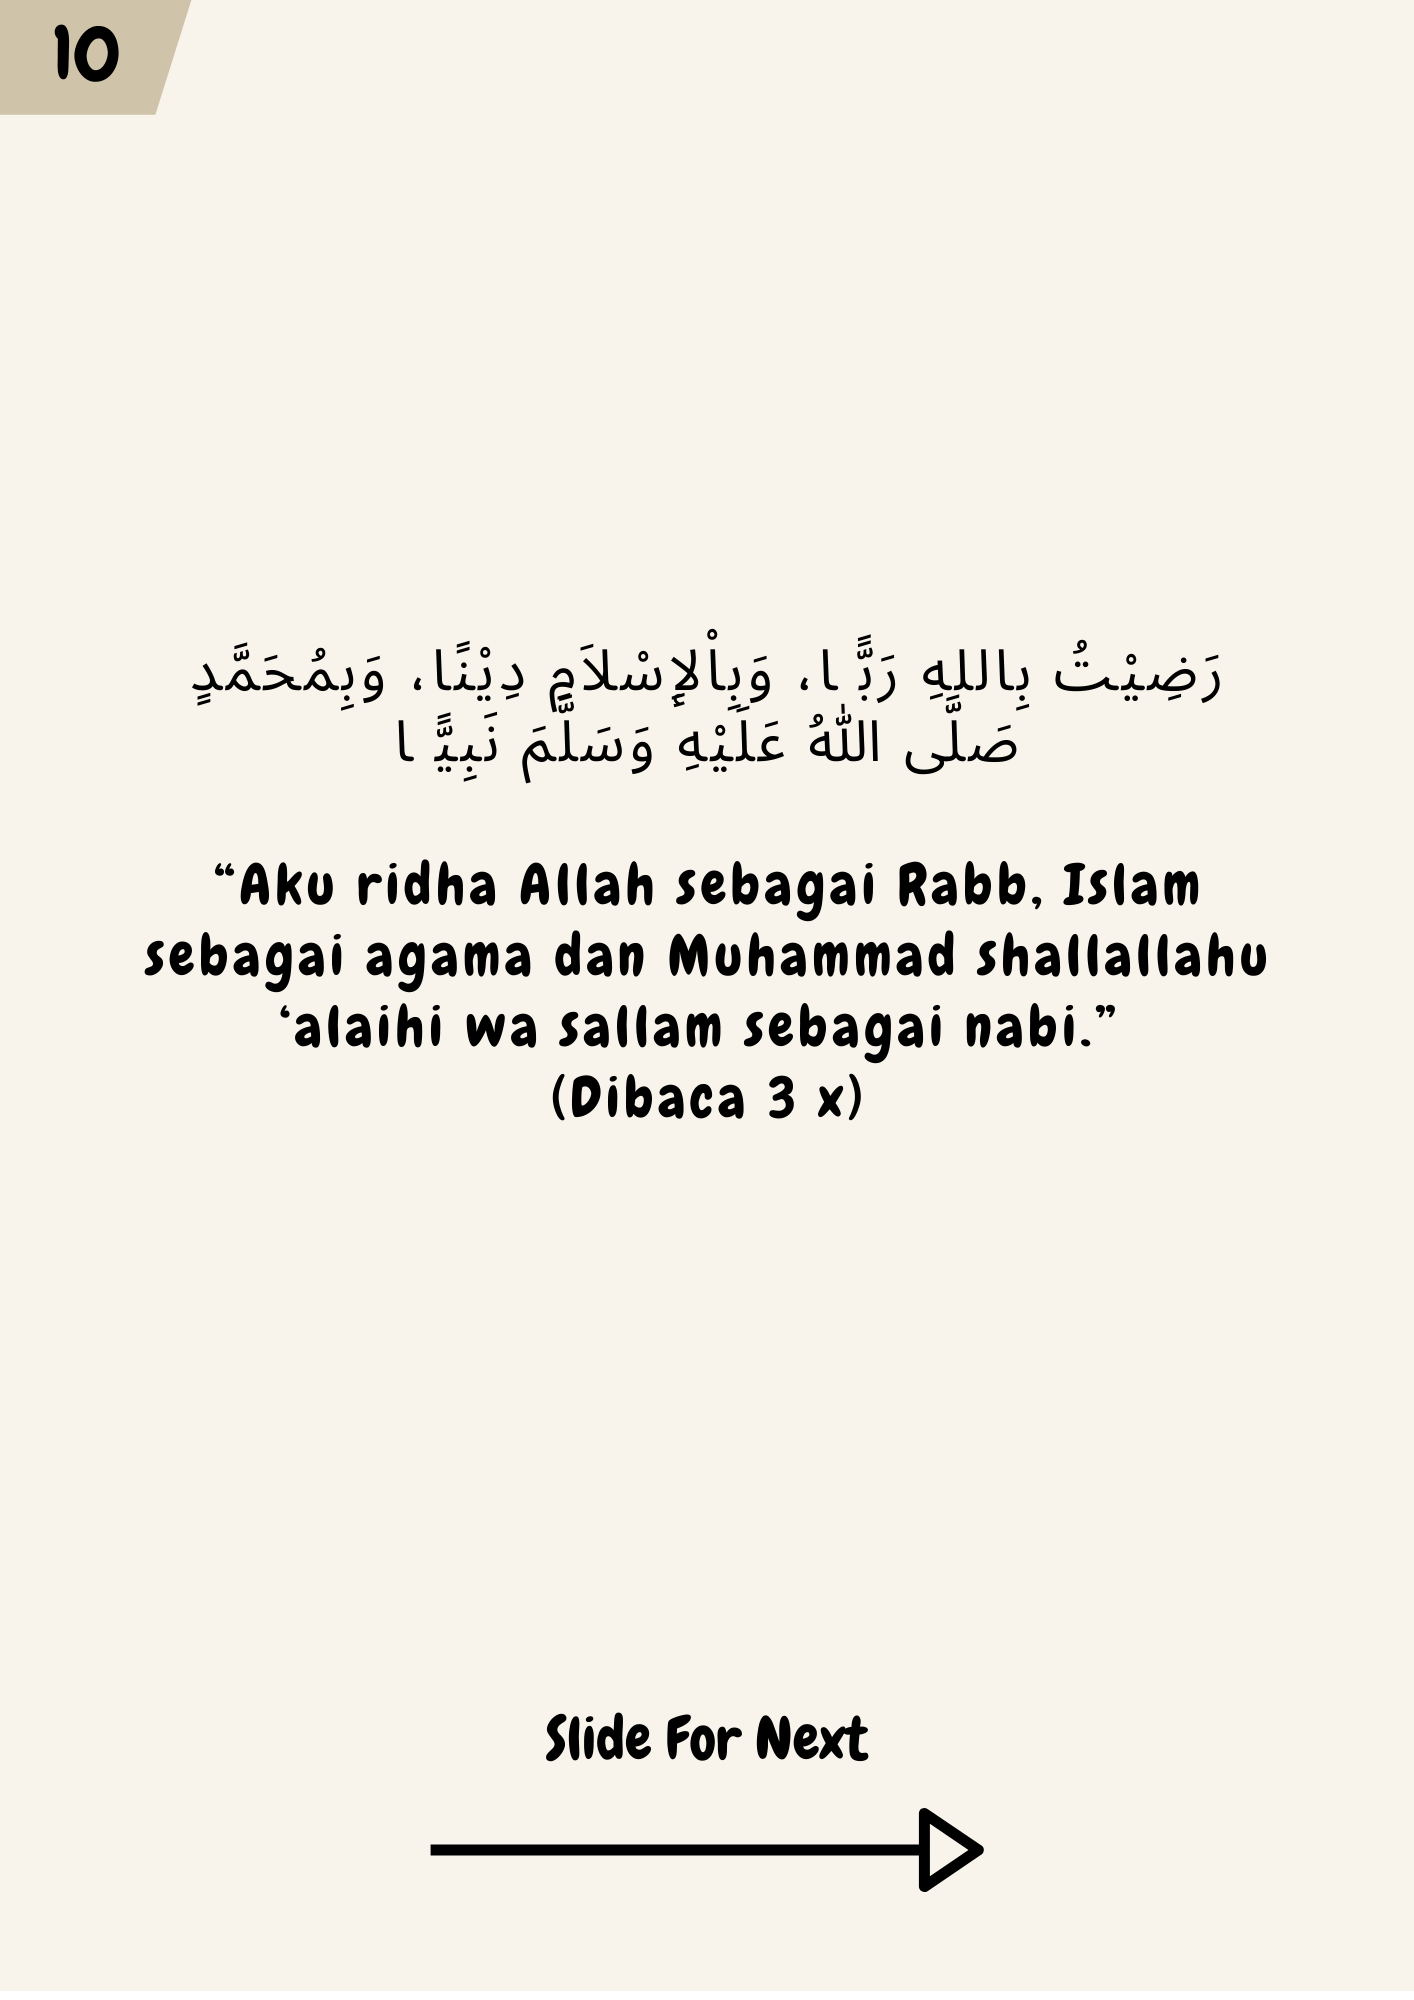 10
رَضِيْتُ بِاللهِ رَبًّ ا، وَبِاْلإِسْلاَمِ دِيْنًا، وَبِمُحَمَّدٍ
صَلَّى اللّٰهُ عَلَيْهِ وَسَلَّمَ نَبِيًّ ا
“Aku ridha Allah sebagai Rabb, Islam
sebagai agama dan Muhammad shallallahu
‘alaihi wa sallam sebagai nabi.”
(Dibaca 3 x)
Slide For Next